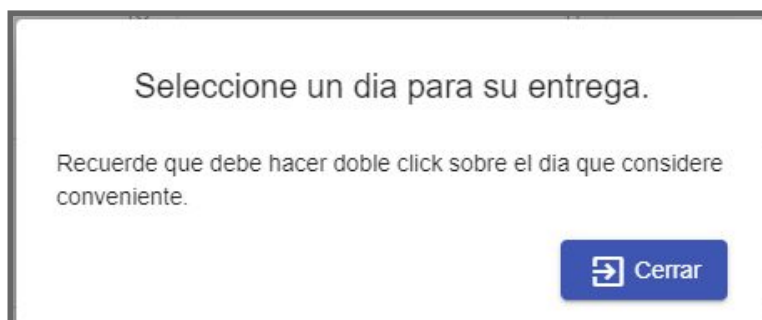 Seleccione un dia para su entrega.
Recuerde que debe hacer doble click sobre el dia que considere
conveniente.
Cerrar